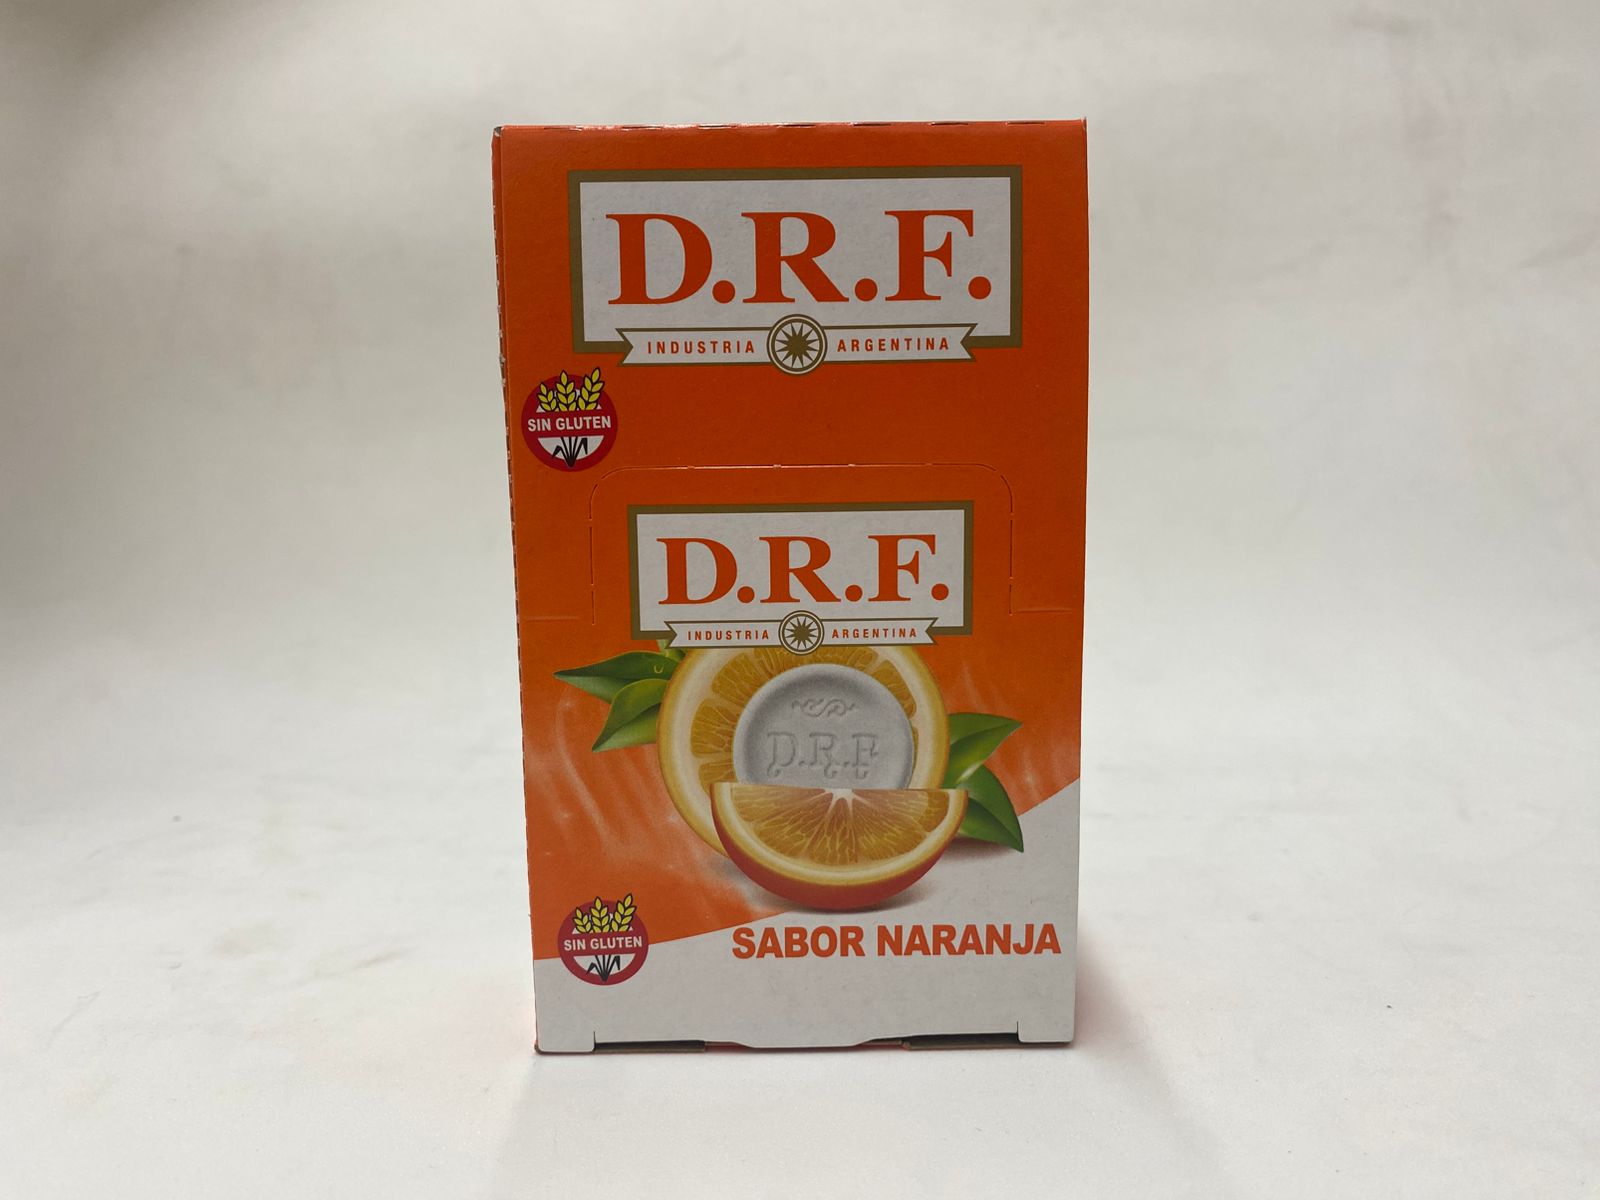 D.R.F.
INDUSTRIA ARGENTINA
SIN GLUTEN
D.R.F.
INDUSTRIA ARGENTINA
D.R.F
SIN GLUTEN
SABOR NARANJA